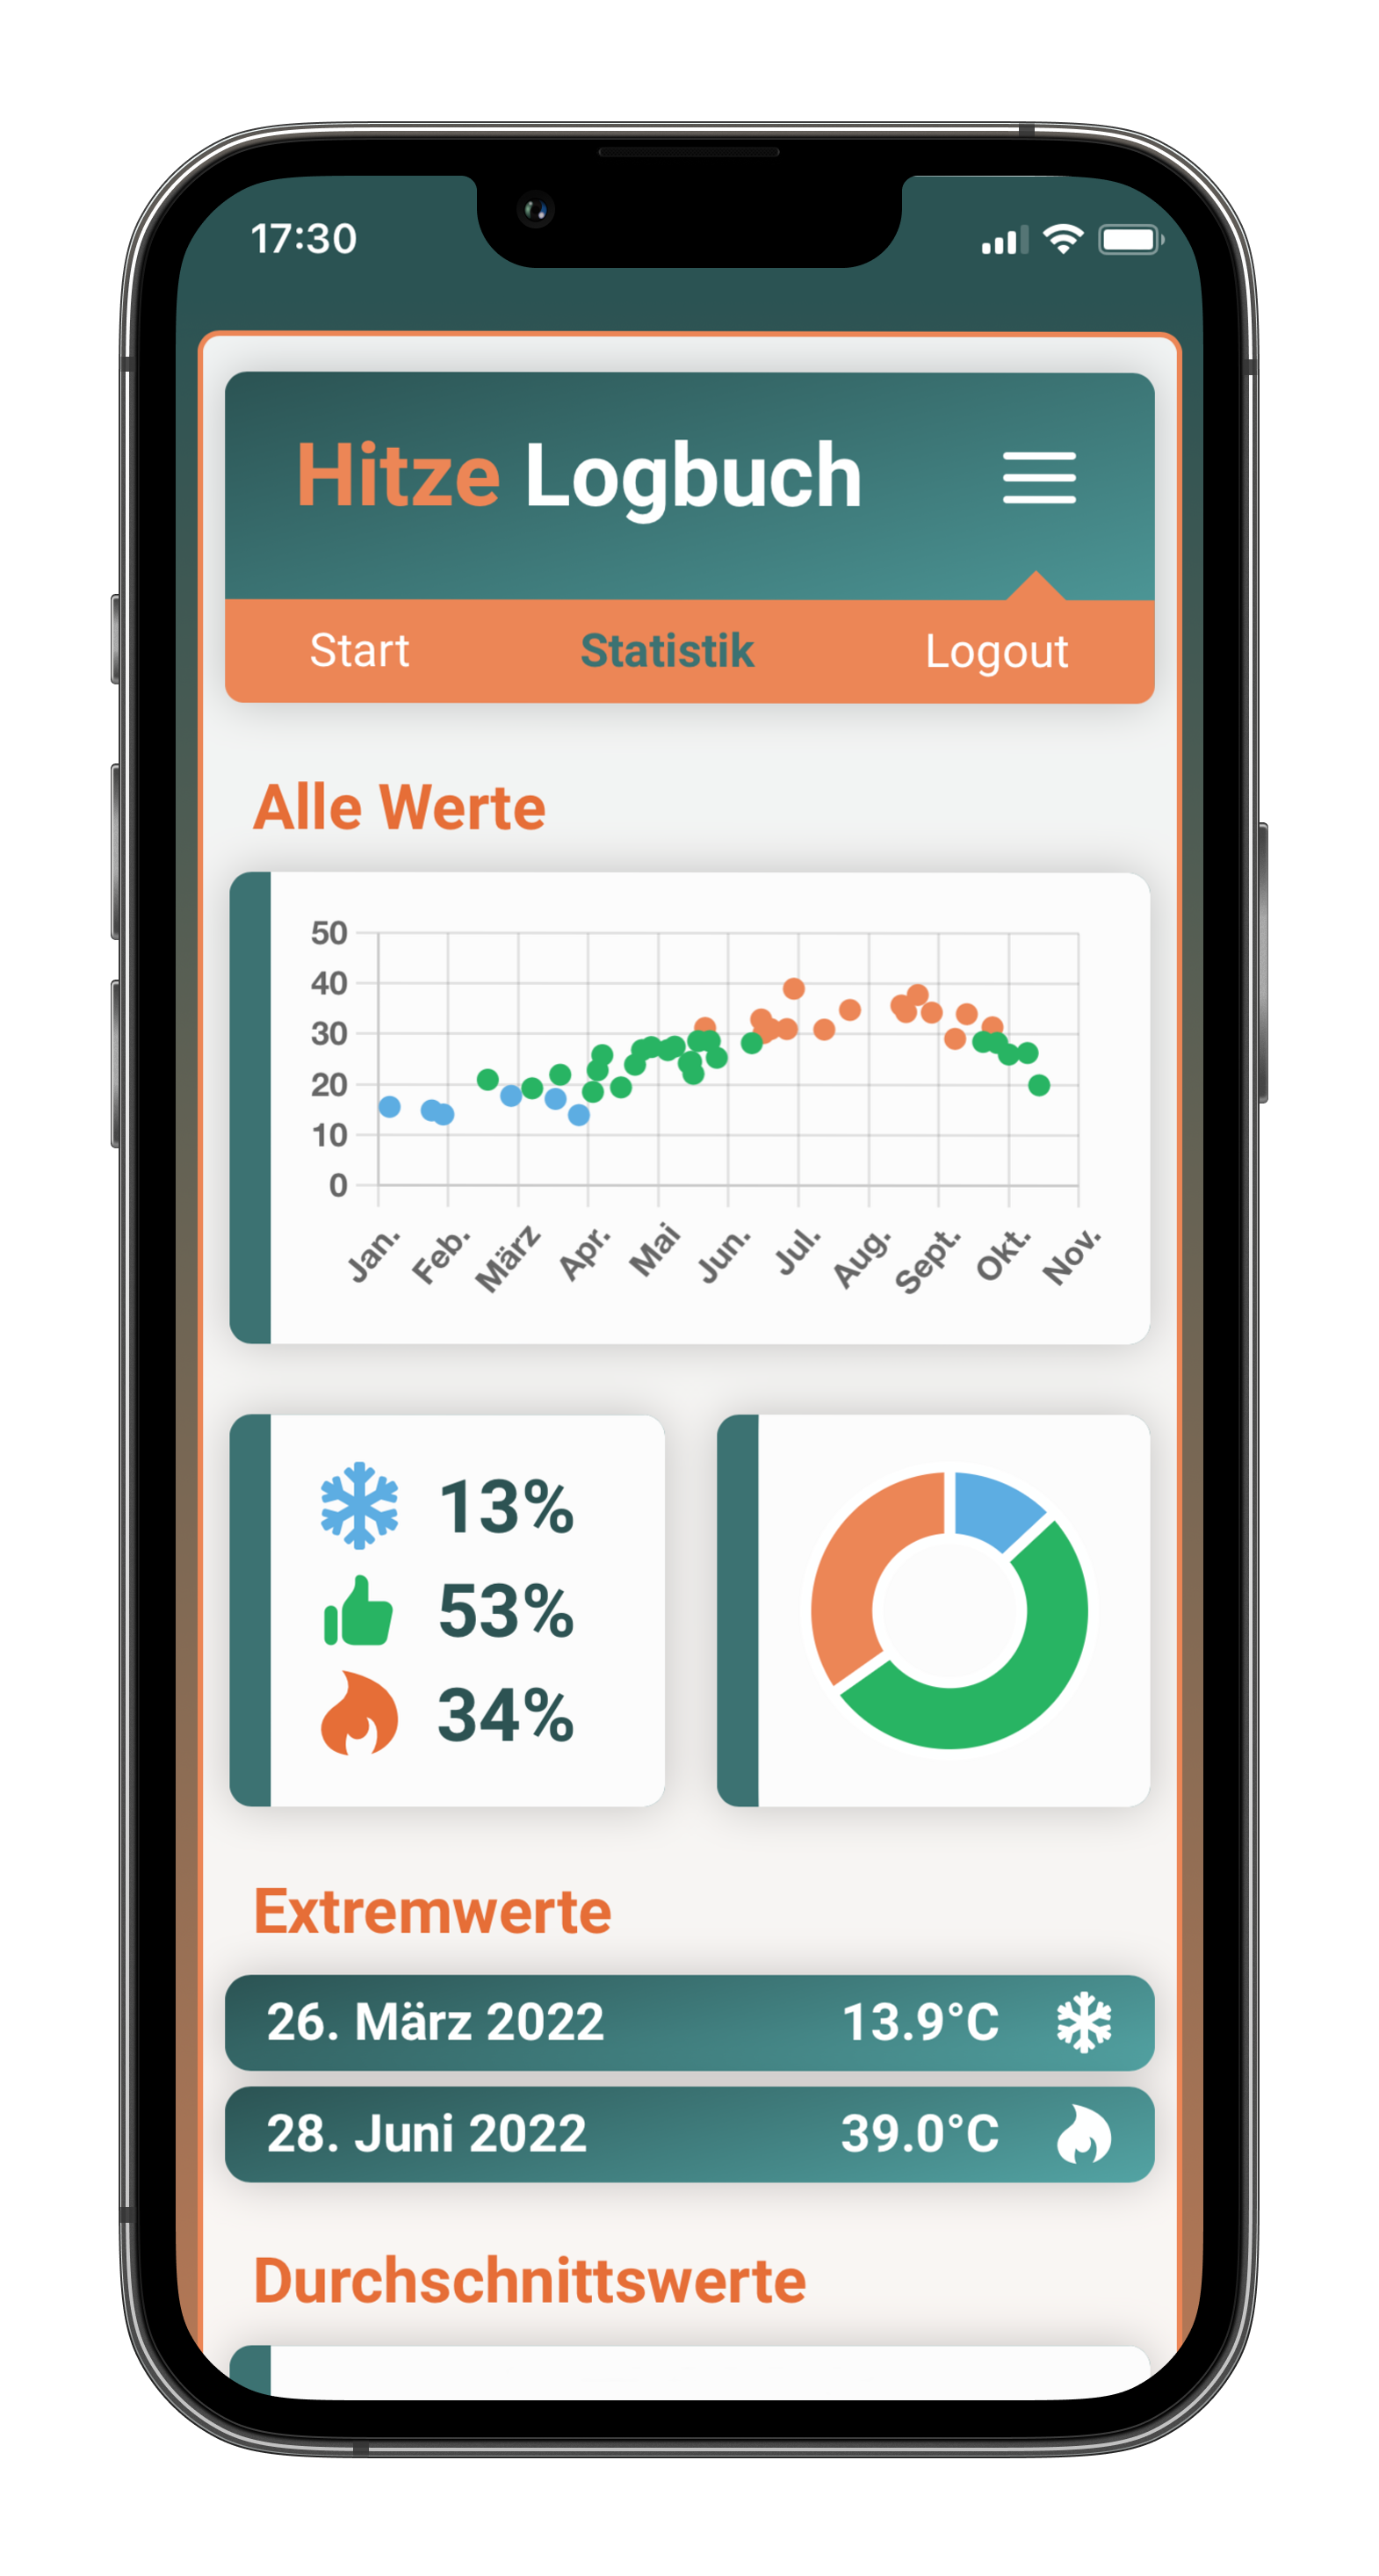 17:30
Hitze Logbuch
Start Statistik Logout
Alle Werte
50
40
30
20
10
0
Jan. Feb. März Apr. Mai Jun. Jul. Aug. Sept. Okt. Nov.
13%
53%
34%
Extremwerte
26. März 2022 13.9°C
28. Juni 2022 39.0°C
Durchschnittswerte